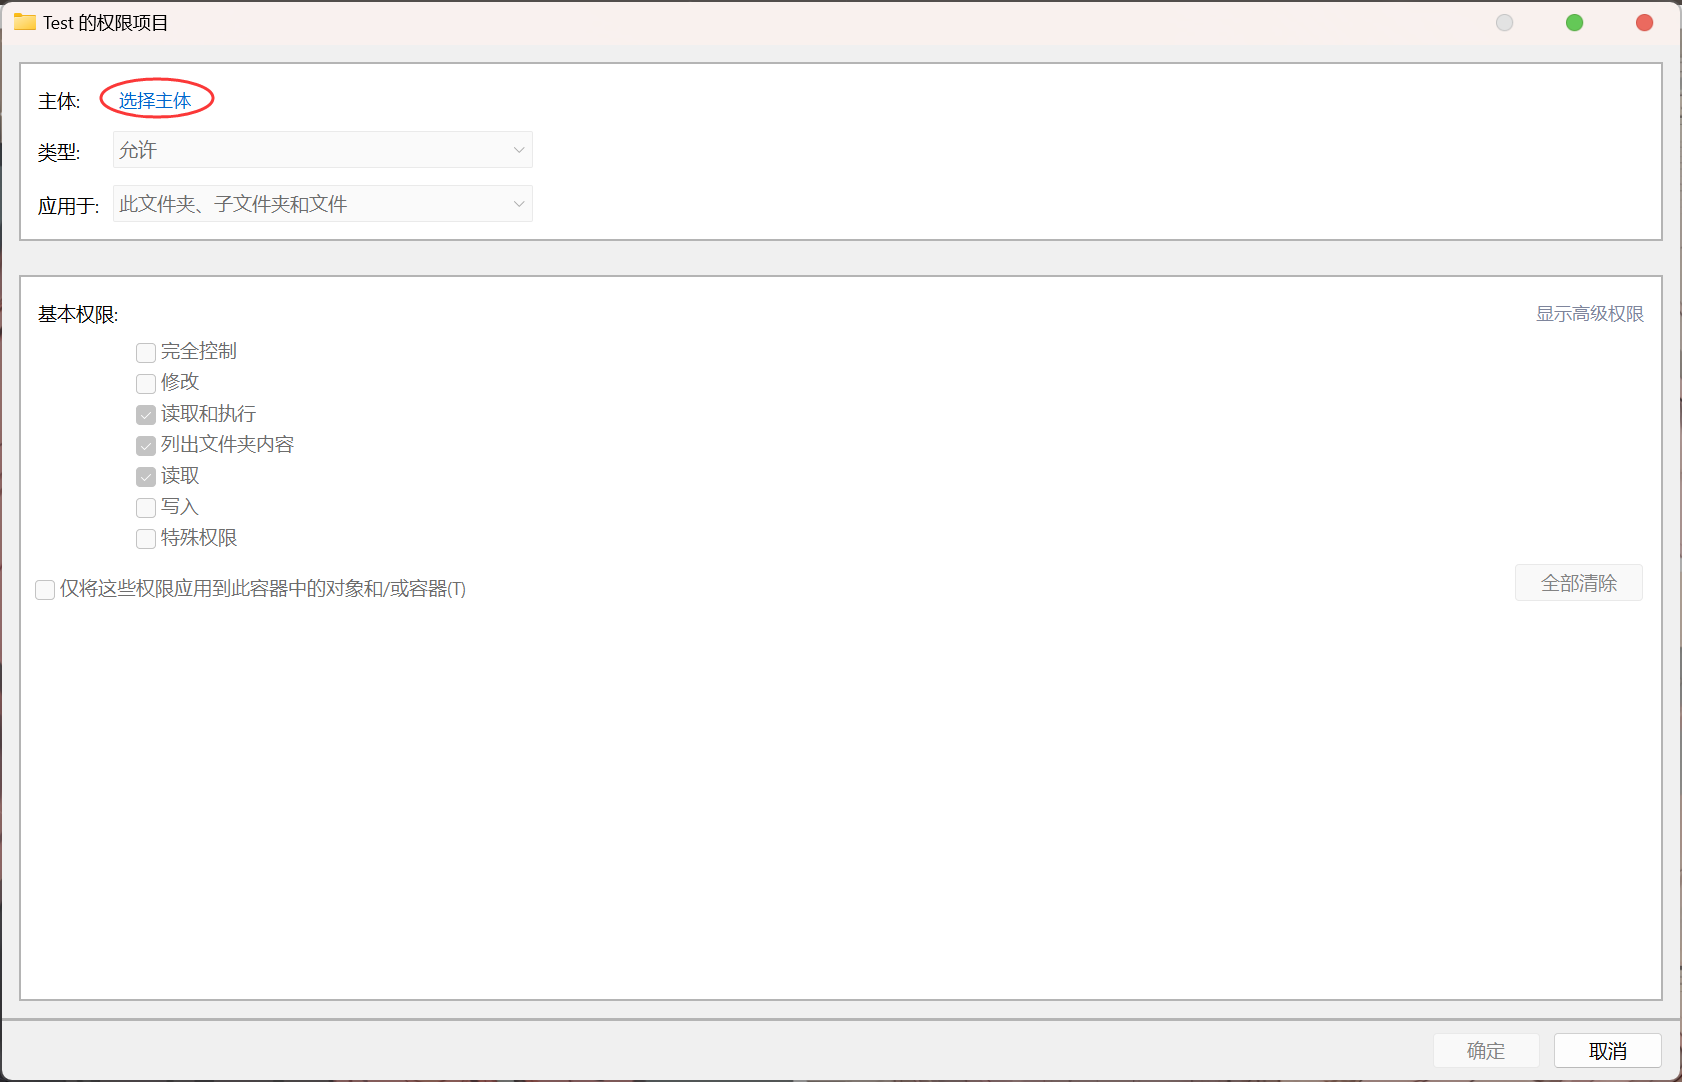 Test 的权限项目
主体: 选择主体
类型: 允许
应用于: 此文件夹、子文件夹和文件
基本权限: 显示高级权限
完全控制
修改
读取和执行
列出文件夹内容
读取
写入
特殊权限
仅将这些权限应用到此容器中的对象和/或容器(T) 全部清除
确定 取消